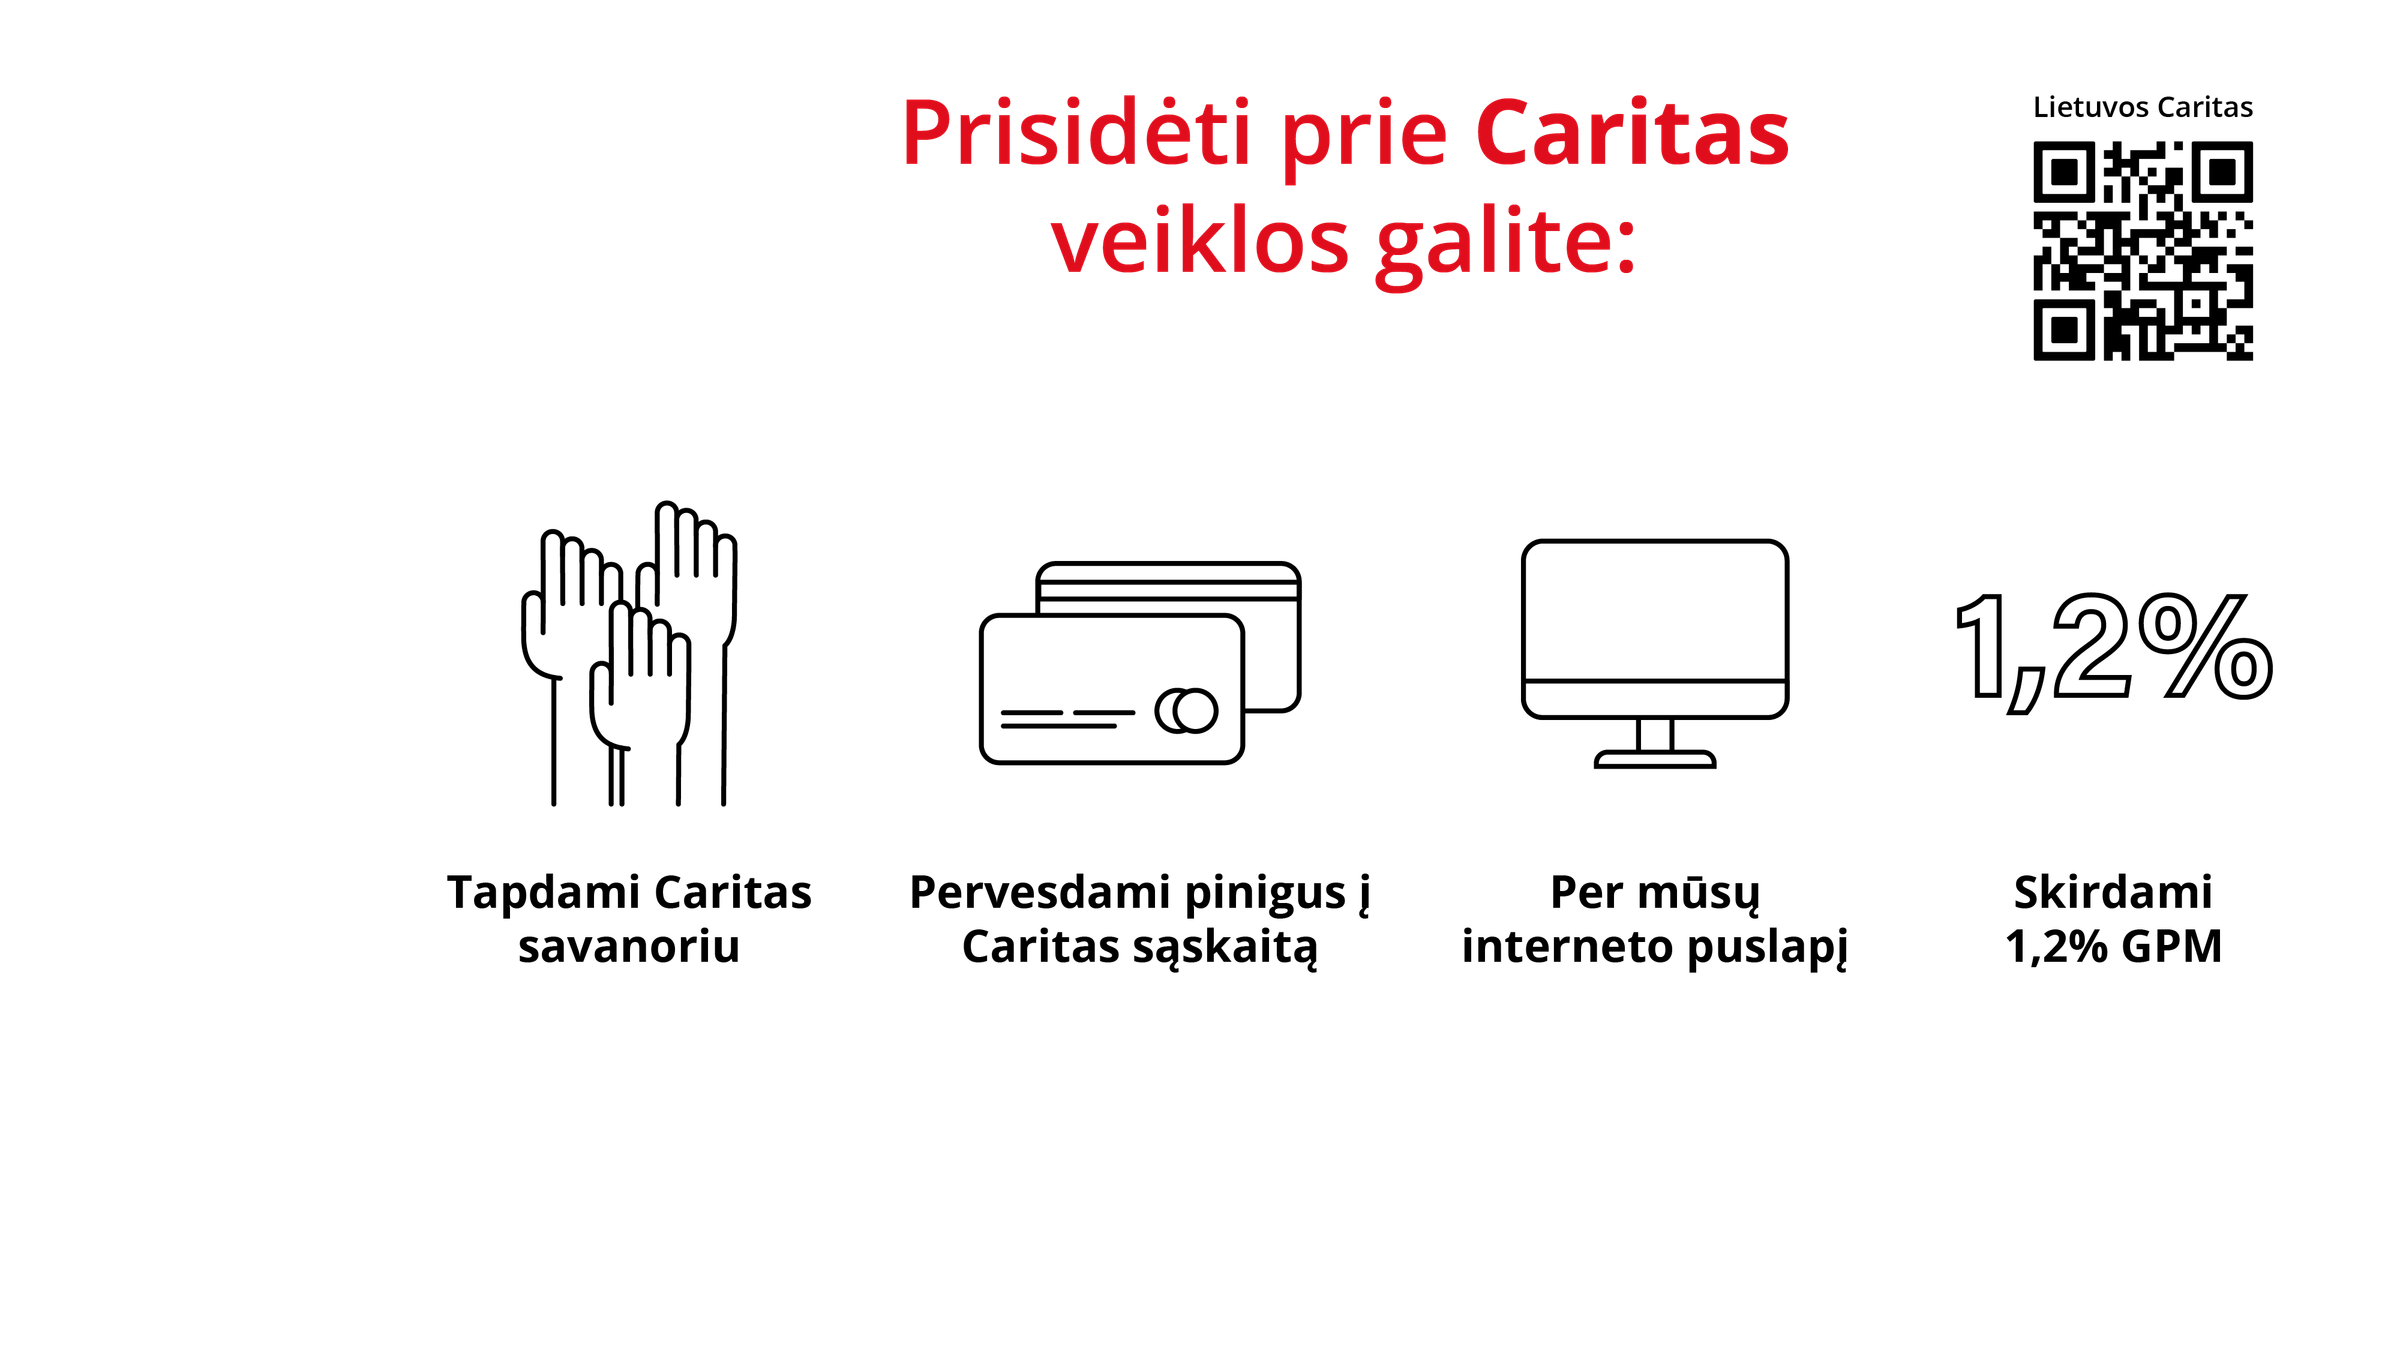 Prisidėti prie Caritas
veiklos galite:
Lietuvos Caritas
1,2%
Tapdami Caritas
savanoriu
Pervesdami pinigus į
Caritas sąskaitą
Per mūsų
interneto puslapį
Skirdami
1,2% GPM